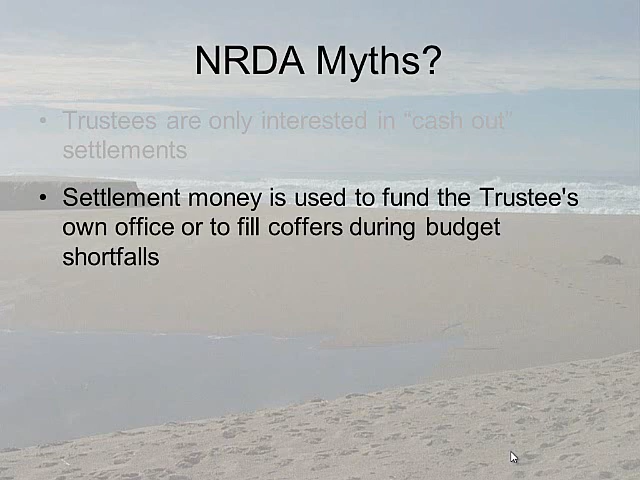 NRDA Myths?
• Trustees are only interested in “cash out”
settlements
• Settlement money is used to fund the Trustee's
own office or to fill coffers during budget
shortfalls